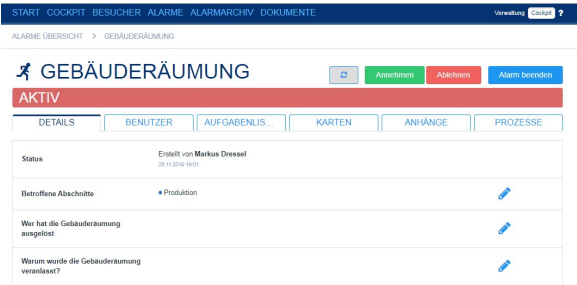 START COCKPIT BESUCHER ALARME ALARMARCHIV DOKUMENTE Verwaltung Cockpit ?
ALARME ÜBERSICHT > GEBÄUDERÄUMUNG
GEBÄUDERÄUMUNG Annehmen Ablehnen Alarm beenden
AKTIV
DETAILS BENUTZER AUFGABENLIS... KARTEN ANHÄNGE PROZESSE
Status Erstellt von Markus Dressel
25.11.2019 16:01
Betroffene Abschnitte • Produktion
Wer hat die Gebäuderäumung
ausgelöst
Warum wurde die Gebäuderäumung
veranlasst?